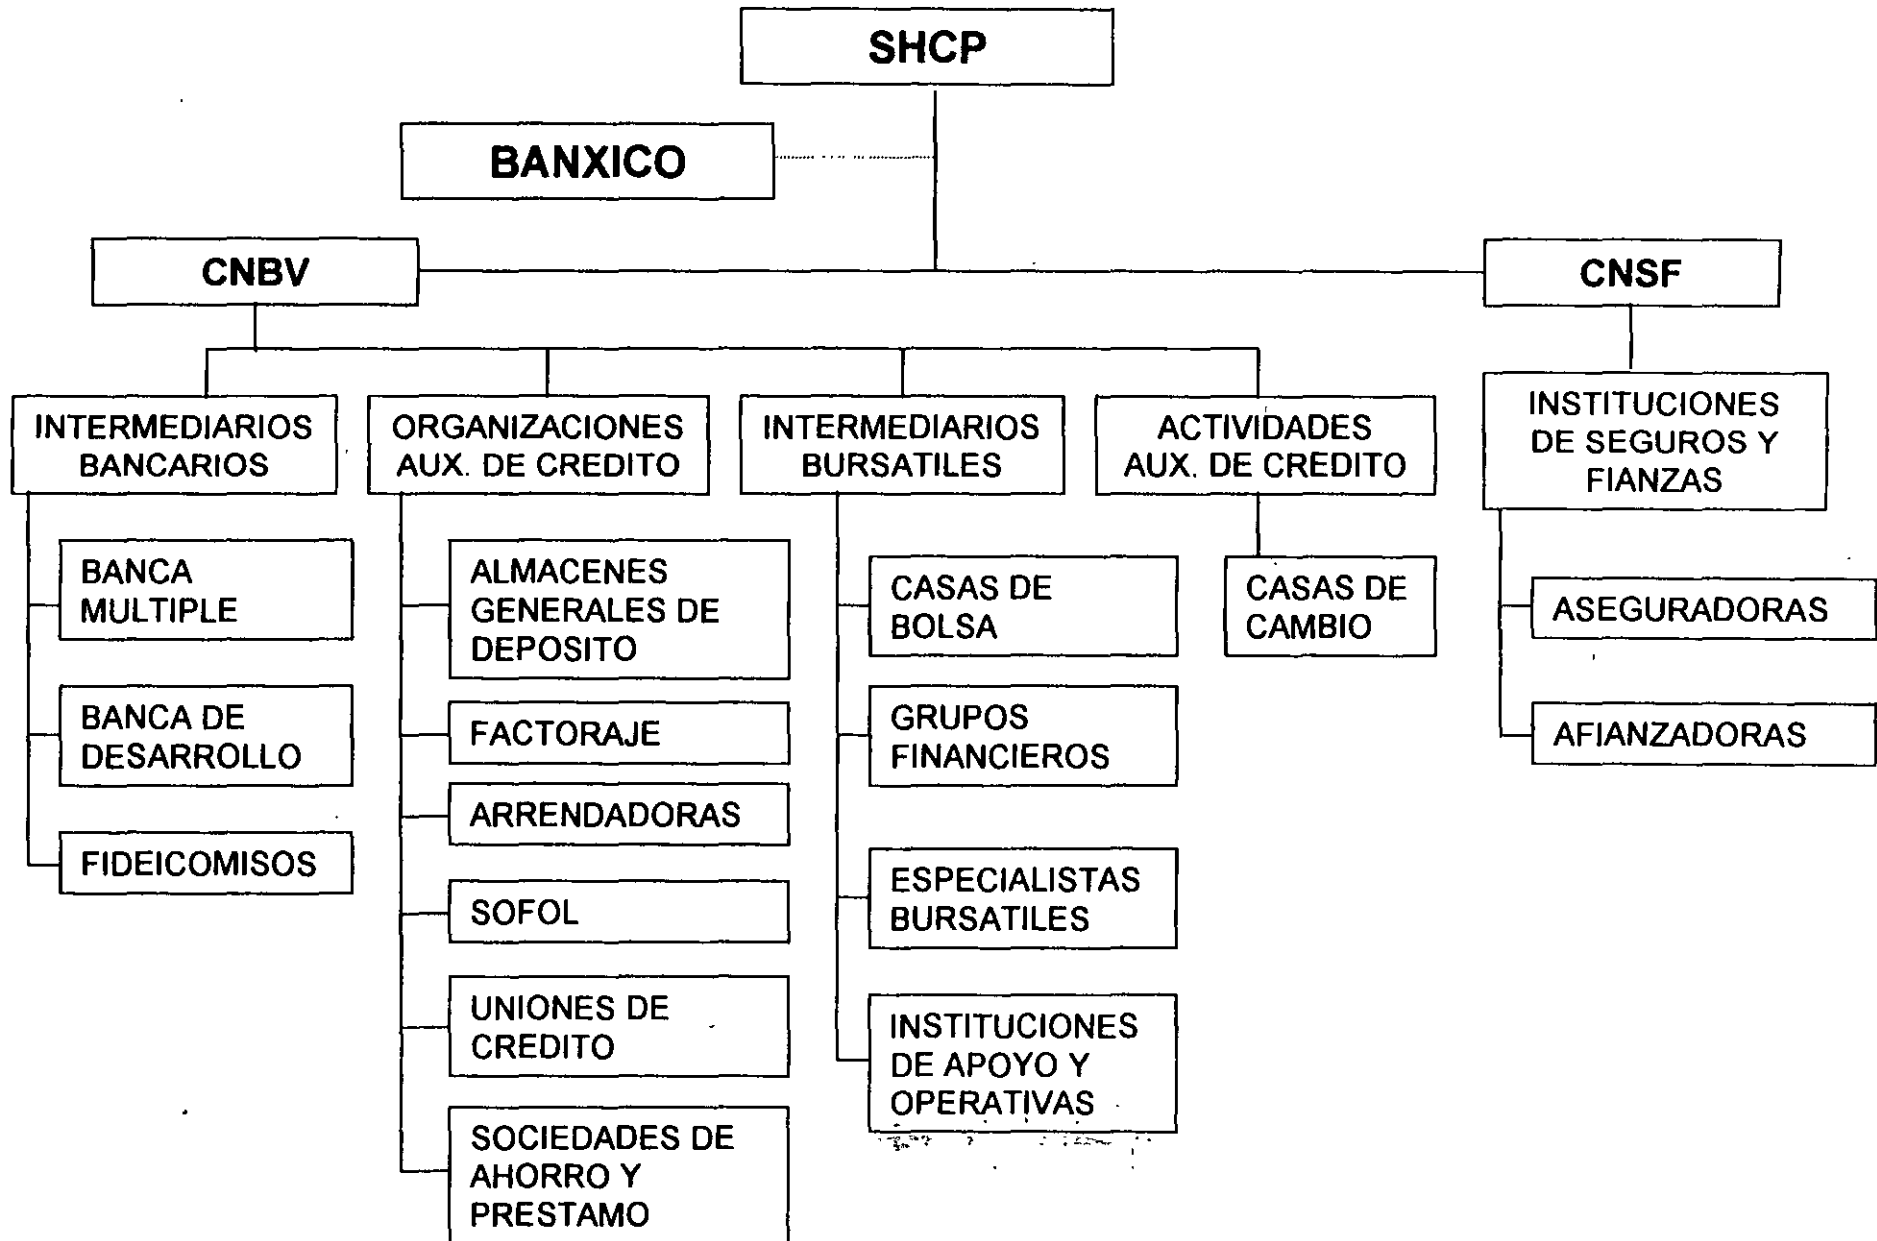 SHCP
BANXICO
CNBV
CNSF
INTERMEDIARIOS
BANCARIOS
ORGANIZACIONES
AUX. DE CREDITO
INTERMEDIARIOS
BURSATILES
ACTIVIDADES
AUX. DE CREDITO
INSTITUCIONES
DE SEGUROS Y
FIANZAS
BANCA
MULTIPLE
BANCA DE
DESARROLLO
FIDEICOMISOS
ALMACENES
GENERALES DE
DEPOSITO
FACTORAJE
ARRENDADORAS
SOFOL
UNIONES DE
CREDITO
SOCIEDADES DE
AHORRO Y
PRESTAMO
CASAS DE
BOLSA
GRUPOS
FINANCIEROS
ESPECIALISTAS
BURSATILES
INSTITUCIONES
DE APOYO Y
OPERATIVAS
CASAS DE
CAMBIO
ASEGURADORAS
AFIANZADORAS